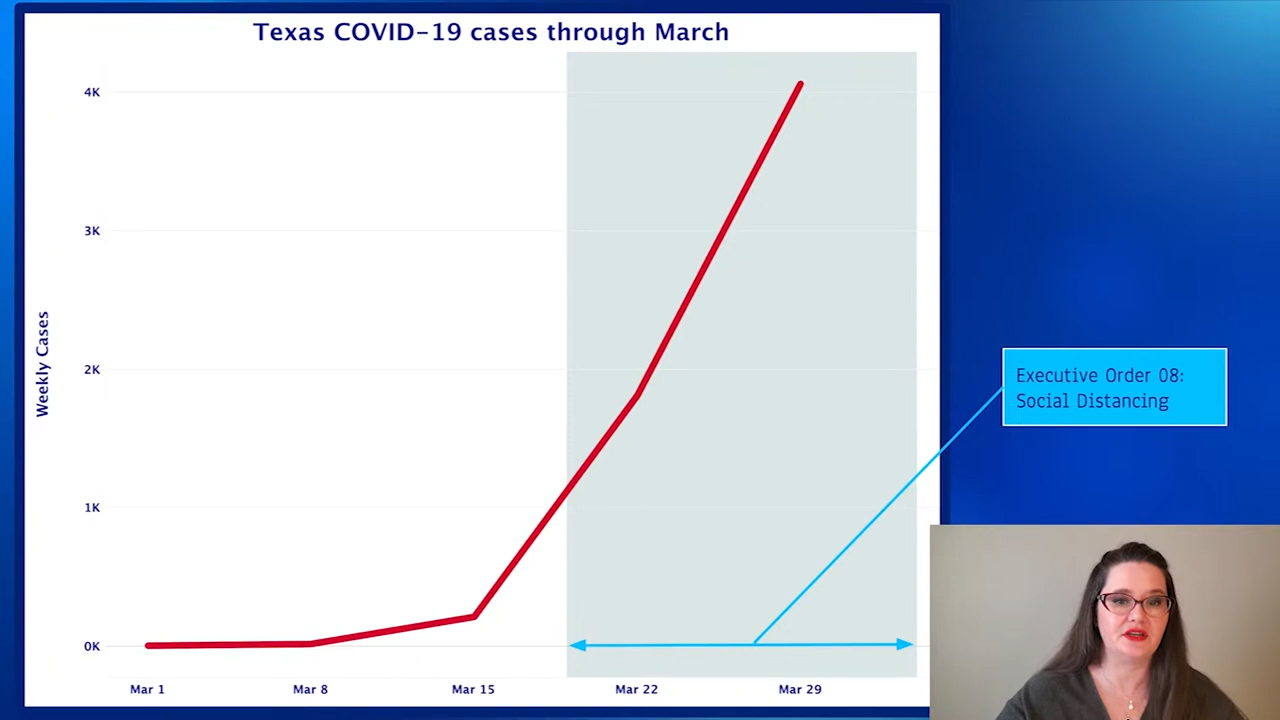 Texas COVID-19 cases through March
4K
3K
2K
1K
0K
Weekly Cases
Mar 1
Mar 8
Mar 15
Mar 22
Mar 29
Executive Order 08:
Social Distancing